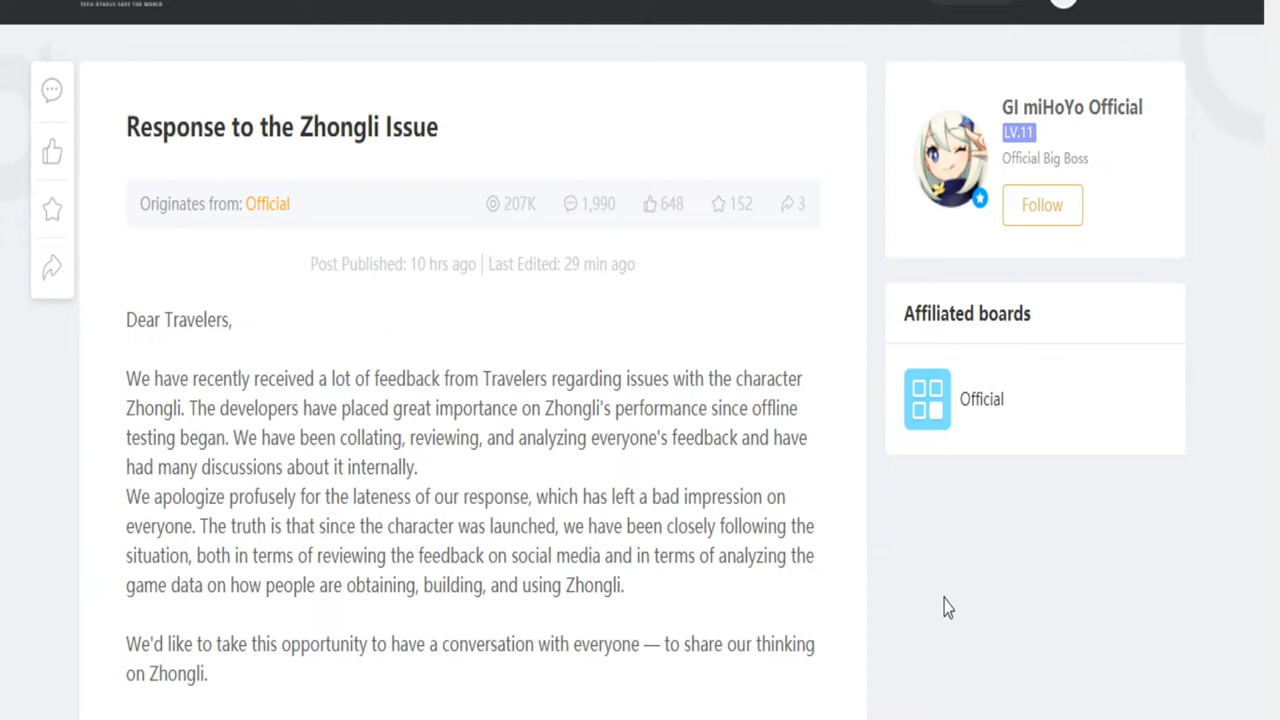 TECH OTAKUS SAVE THE WORLD
Response to the Zhongli Issue
Originates from: Official
207K
1,990
648
152
3
Post Published: 10 hrs ago | Last Edited: 29 min ago
Dear Travelers,
We have recently received a lot of feedback from Travelers regarding issues with the character
Zhongli. The developers have placed great importance on Zhongli's performance since offline
testing began. We have been collating, reviewing, and analyzing everyone's feedback and have
had many discussions about it internally.
We apologize profusely for the lateness of our response, which has left a bad impression on
everyone. The truth is that since the character was launched, we have been closely following the
situation, both in terms of reviewing the feedback on social media and in terms of analyzing the
game data on how people are obtaining, building, and using Zhongli.
We'd like to take this opportunity to have a conversation with everyone — to share our thinking
on Zhongli.
GI miHoYo Official
LV.11
Official Big Boss
Follow
Affiliated boards
Official